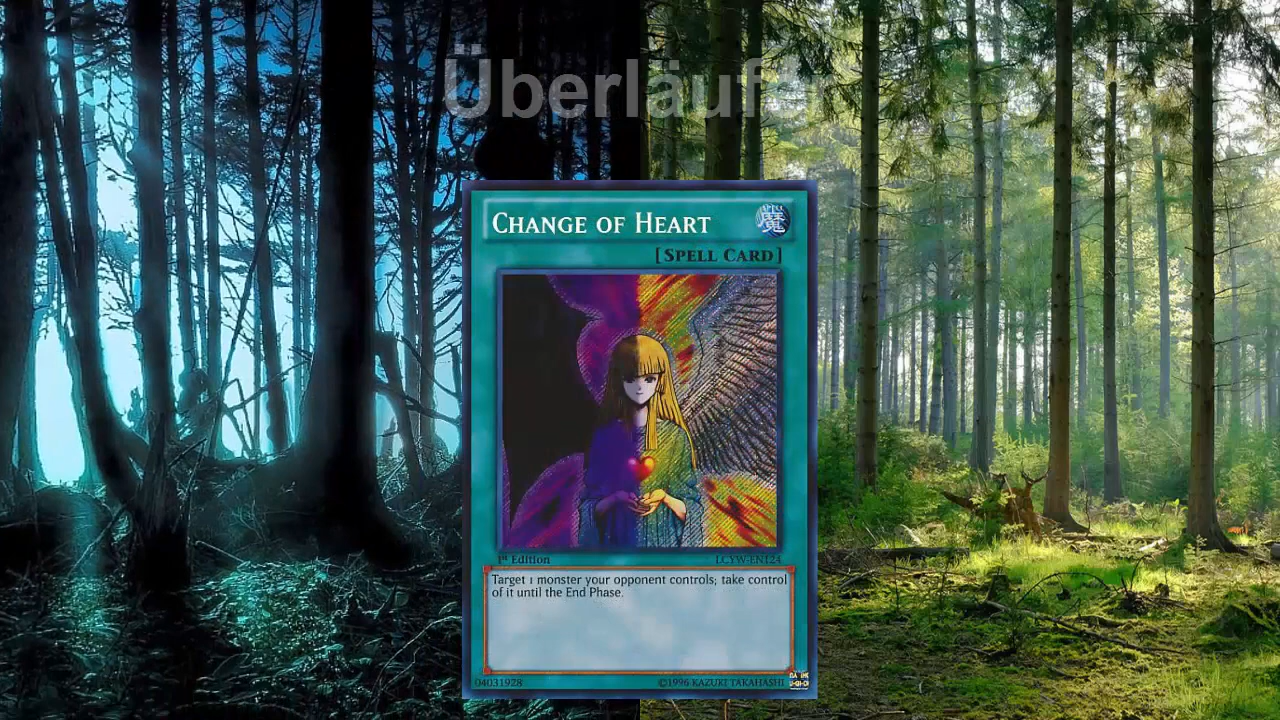 Überläufer
CHANGE OF HEART
[SPELL CARD]
1st Edition
LCYW-EN124
Target 1 monster your opponent controls; take control
of it until the End Phase.
04031928
©1996 KAZUKI TAKAHASHI